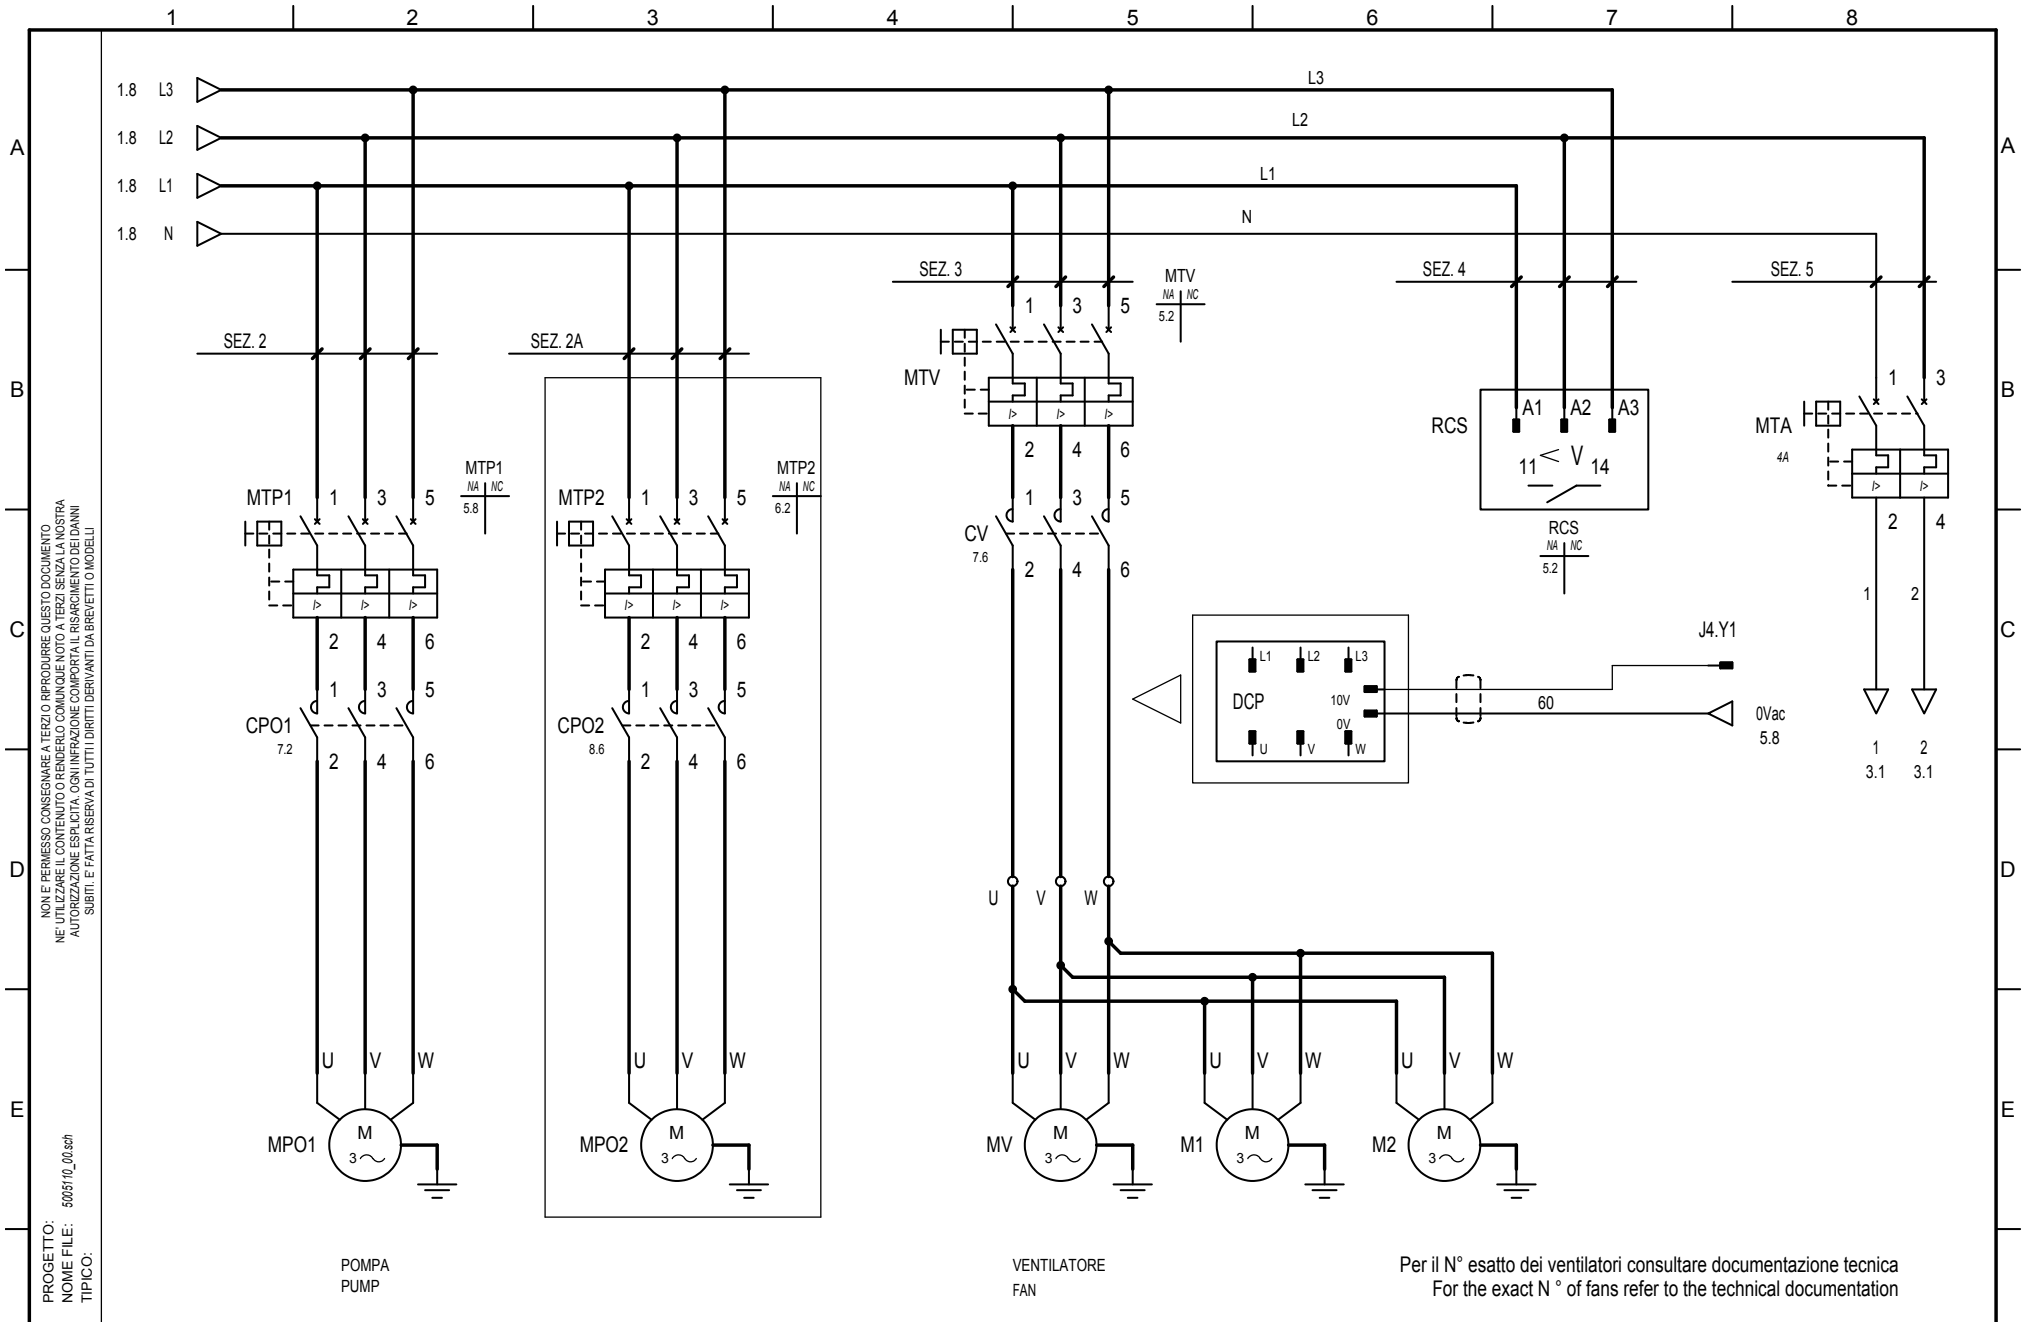 1 2 3 4 5 6 7 8
A A
B B
C C
D D
E E
1.8 L3
1.8 L2
1.8 L1
1.8 N
L3
L2
L1
N
SEZ. 2
SEZ. 2A
SEZ. 3
SEZ. 4
SEZ. 5
MTP1
1 3 5
I> I> I>
2 4 6
MTP1
NA NC
5.8
CPO1
7.2
1 3 5
2 4 6
U V W
MPO1
M
3
MTP2
1 3 5
I> I> I>
2 4 6
MTP2
NA NC
6.2
CPO2
8.6
1 3 5
2 4 6
U V W
MPO2
M
3
MTV
NA NC
5.2
1 3 5
MTV
I> I> I>
2 4 6
CV
7.6
1 3 5
2 4 6
U V W
U V W
MV
M
3
U V W
M1
M
3
U V W
M2
M
3
RCS
A1 A2 A3
< V
11 14
RCS
NA NC
5.2
MTA
4A
1 3
I> I>
2 4
1 2
1 2
3.1 3.1
L1 L2 L3
DCP
10V
0V
U V W
60
J4.Y1
0Vac
5.8
POMPA
PUMP
VENTILATORE
FAN
Per il N° esatto dei ventilatori consultare documentazione tecnica
For the exact N ° of fans refer to the technical documentation
NON E' PERMESSO CONSEGNARE A TERZI O RIPRODURRE QUESTO DOCUMENTO
NE' UTILIZZARE IL CONTENUTO O RENDERLO COMUNQUE NOTO A TERZI SENZA LA NOSTRA
AUTORIZZAZIONE ESPLICITA. OGNI INFRAZIONE COMPORTA IL RISARCIMENTO DEI DANNI
SUBITI. E' FATTA RISERVA DI TUTTI I DIRITTI DERIVANTI DA BREVETTI O MODELLI
PROGETTO:
NOME FILE: 5005110_00.sch
TIPICO: